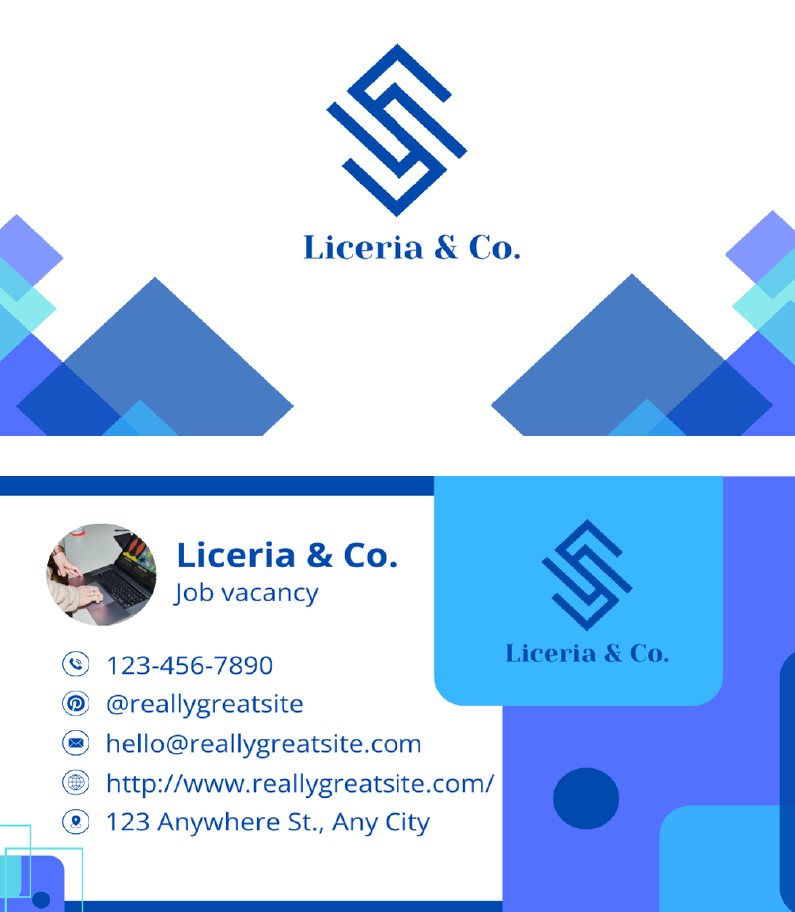 Liceria & Co.
Liceria & Co.
Job vacancy
123-456-7890
@reallygreatsite
hello@reallygreatsite.com
http://www.reallygreatsite.com/
123 Anywhere St., Any City
Liceria & Co.